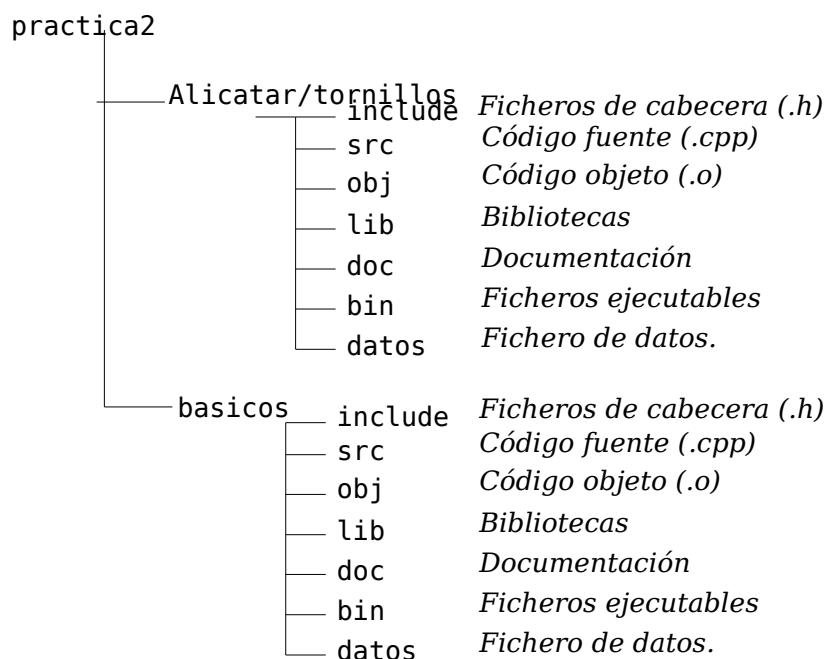 practica2
Alicatar/tornillos
include Ficheros de cabecera (.h)
src Código fuente (.cpp)
obj Código objeto (.o)
lib Bibliotecas
doc Documentación
bin Ficheros ejecutables
datos Fichero de datos.
basicos
include Ficheros de cabecera (.h)
src Código fuente (.cpp)
obj Código objeto (.o)
lib Bibliotecas
doc Documentación
bin Ficheros ejecutables
datos Fichero de datos.